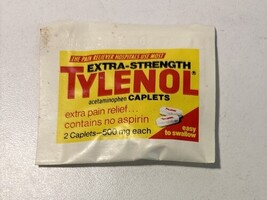 THE PAIN RELIEVER HOSPITALS USE MOST
EXTRA-STRENGTH
TYLENOL®
acetaminophen CAPLETS
extra pain relief...
contains no aspirin
2 Caplets—500 mg each
easy
to swallow